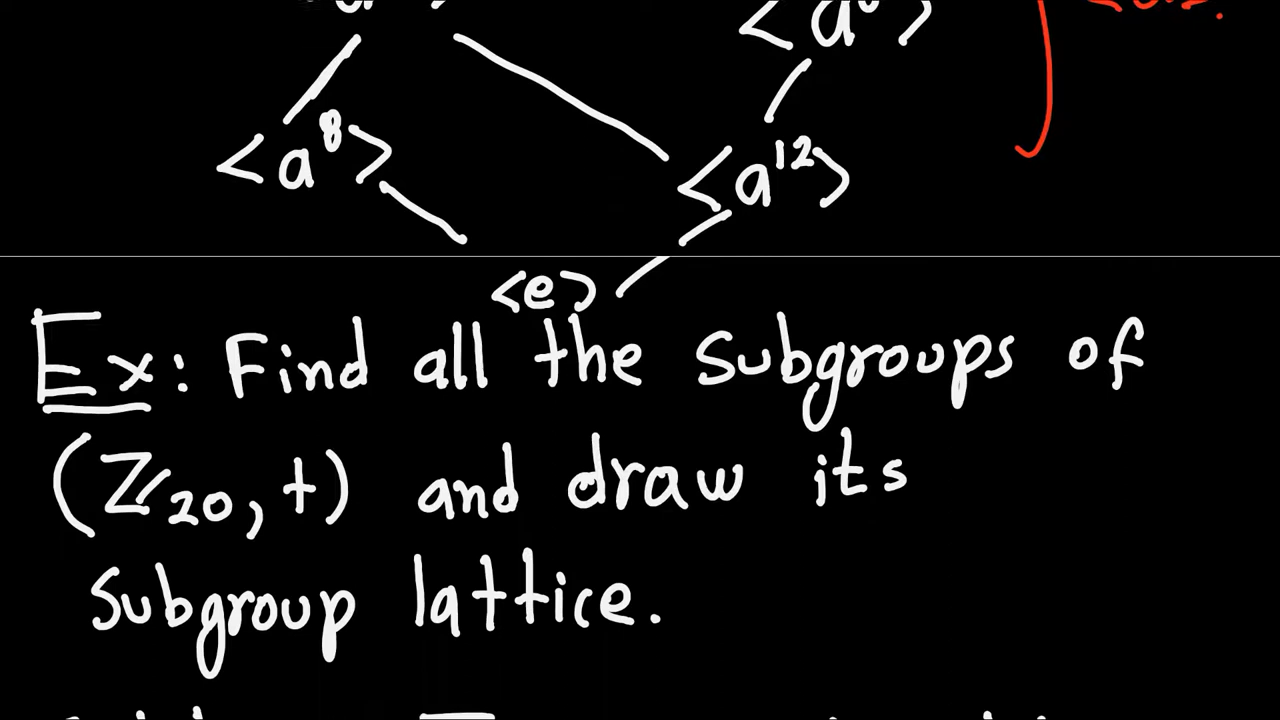 <a⁸> <a¹²>
<e>
Ex: Find all the subgroups of
(ℤ₂₀, +) and draw its
Subgroup lattice.